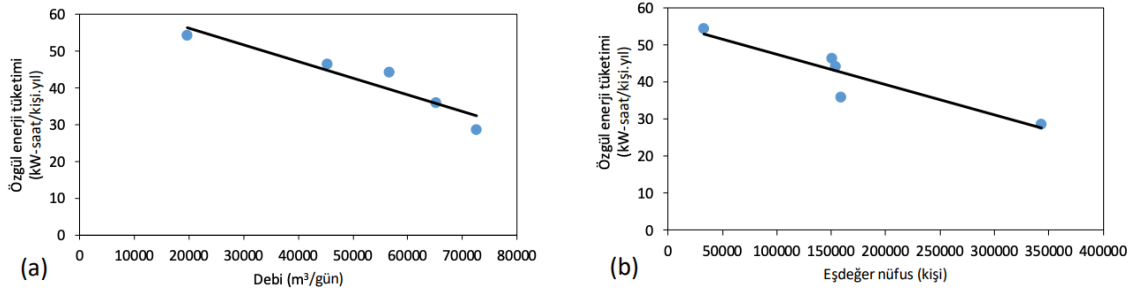 Özgül enerji tüketimi
(kW-saat/kişi.yıl)
60
50
40
30
20
10
0
0 10000 20000 30000 40000 50000 60000 70000 80000
Debi (m³/gün)
(a)
Özgül enerji tüketimi
(kW-saat/kişi.yıl)
60
50
40
30
20
10
0
0 50000 100000 150000 200000 250000 300000 350000 400000
Eşdeğer nüfus (kişi)
(b)